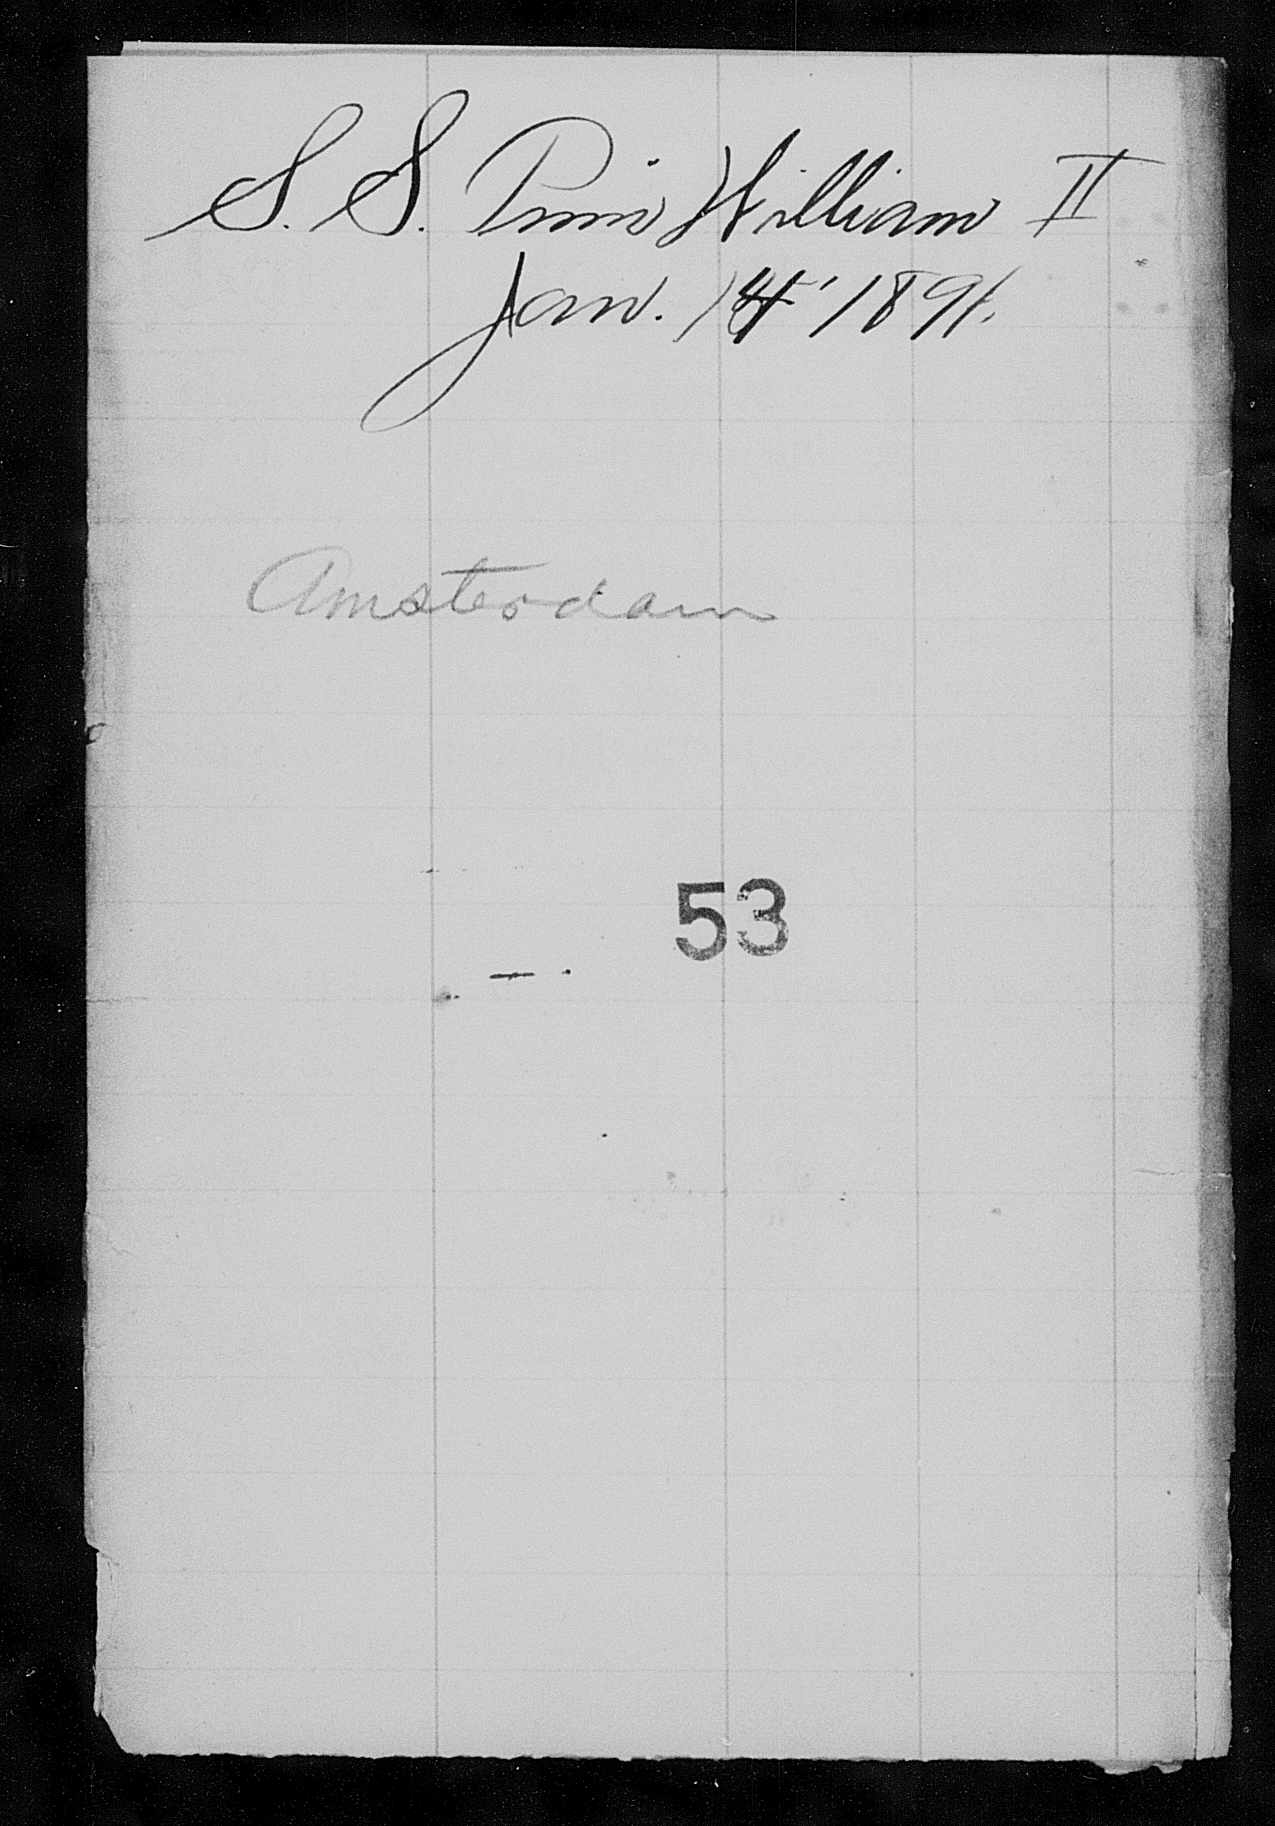 S. S. Prins William II
Jan. 14' 1891.
Amsterdam
53